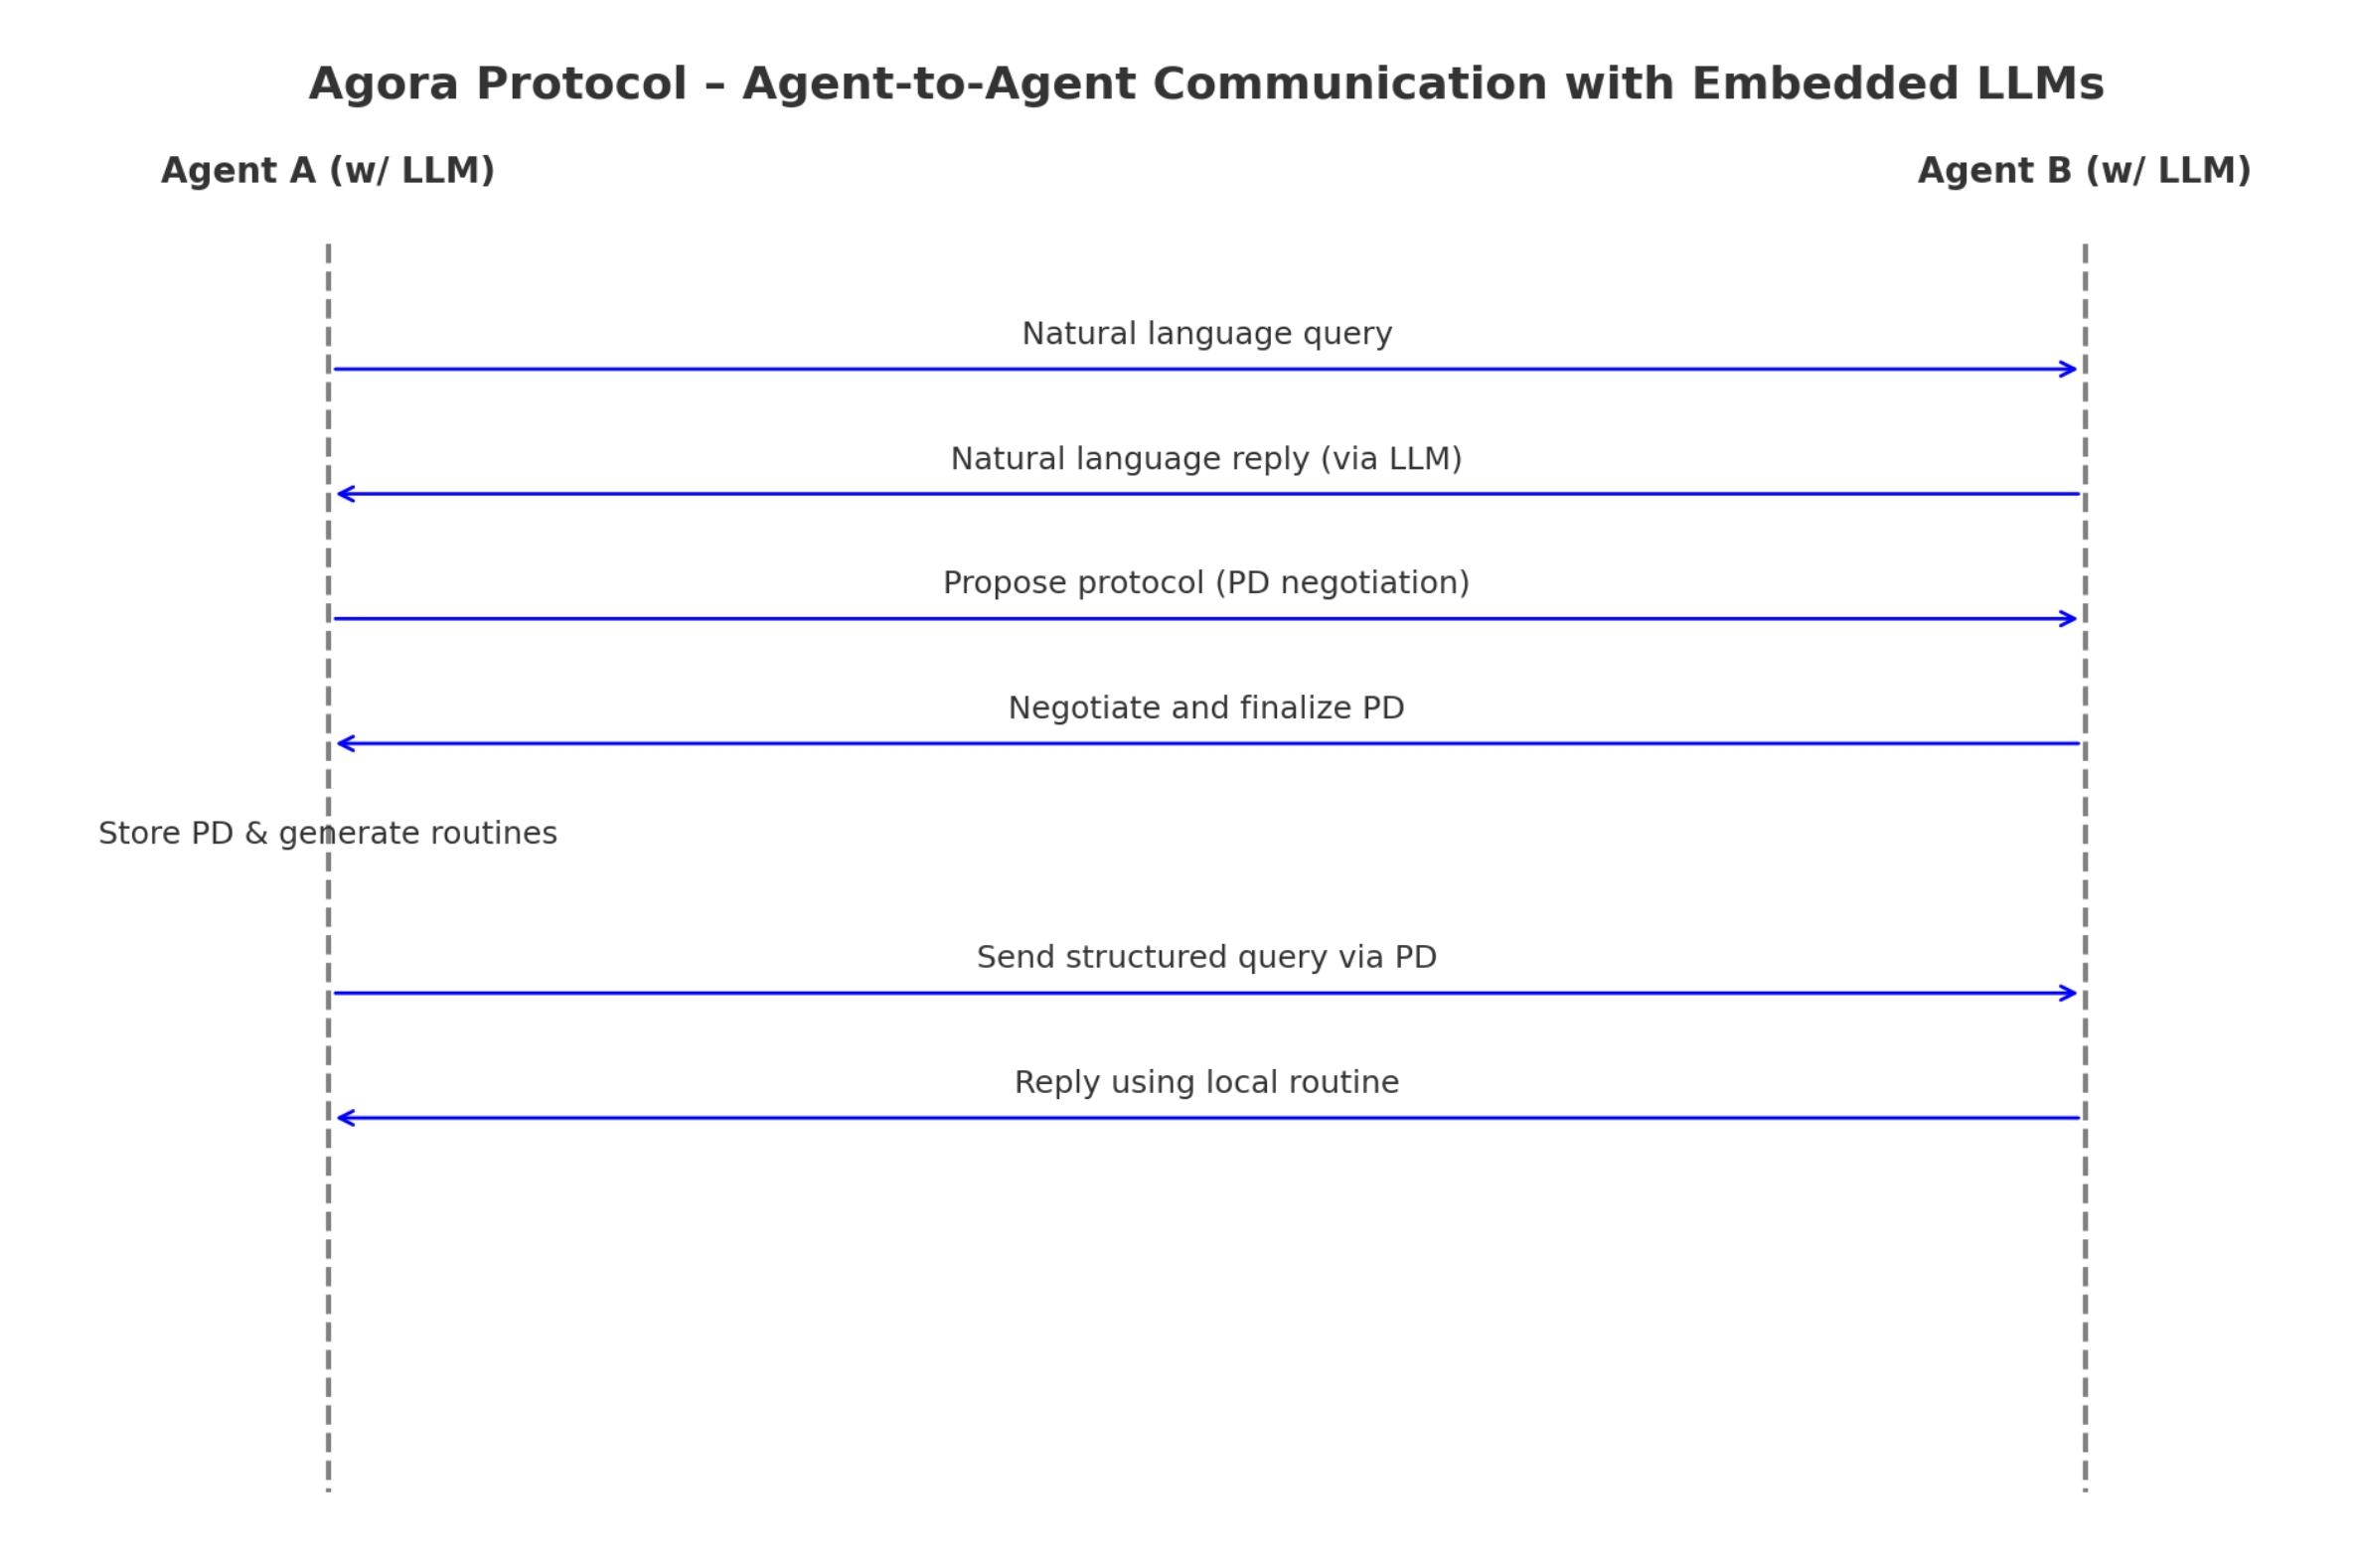 Agora Protocol – Agent-to-Agent Communication with Embedded LLMs
Agent A (w/ LLM)
Agent B (w/ LLM)
Natural language query
Natural language reply (via LLM)
Propose protocol (PD negotiation)
Negotiate and finalize PD
Store PD & generate routines
Send structured query via PD
Reply using local routine